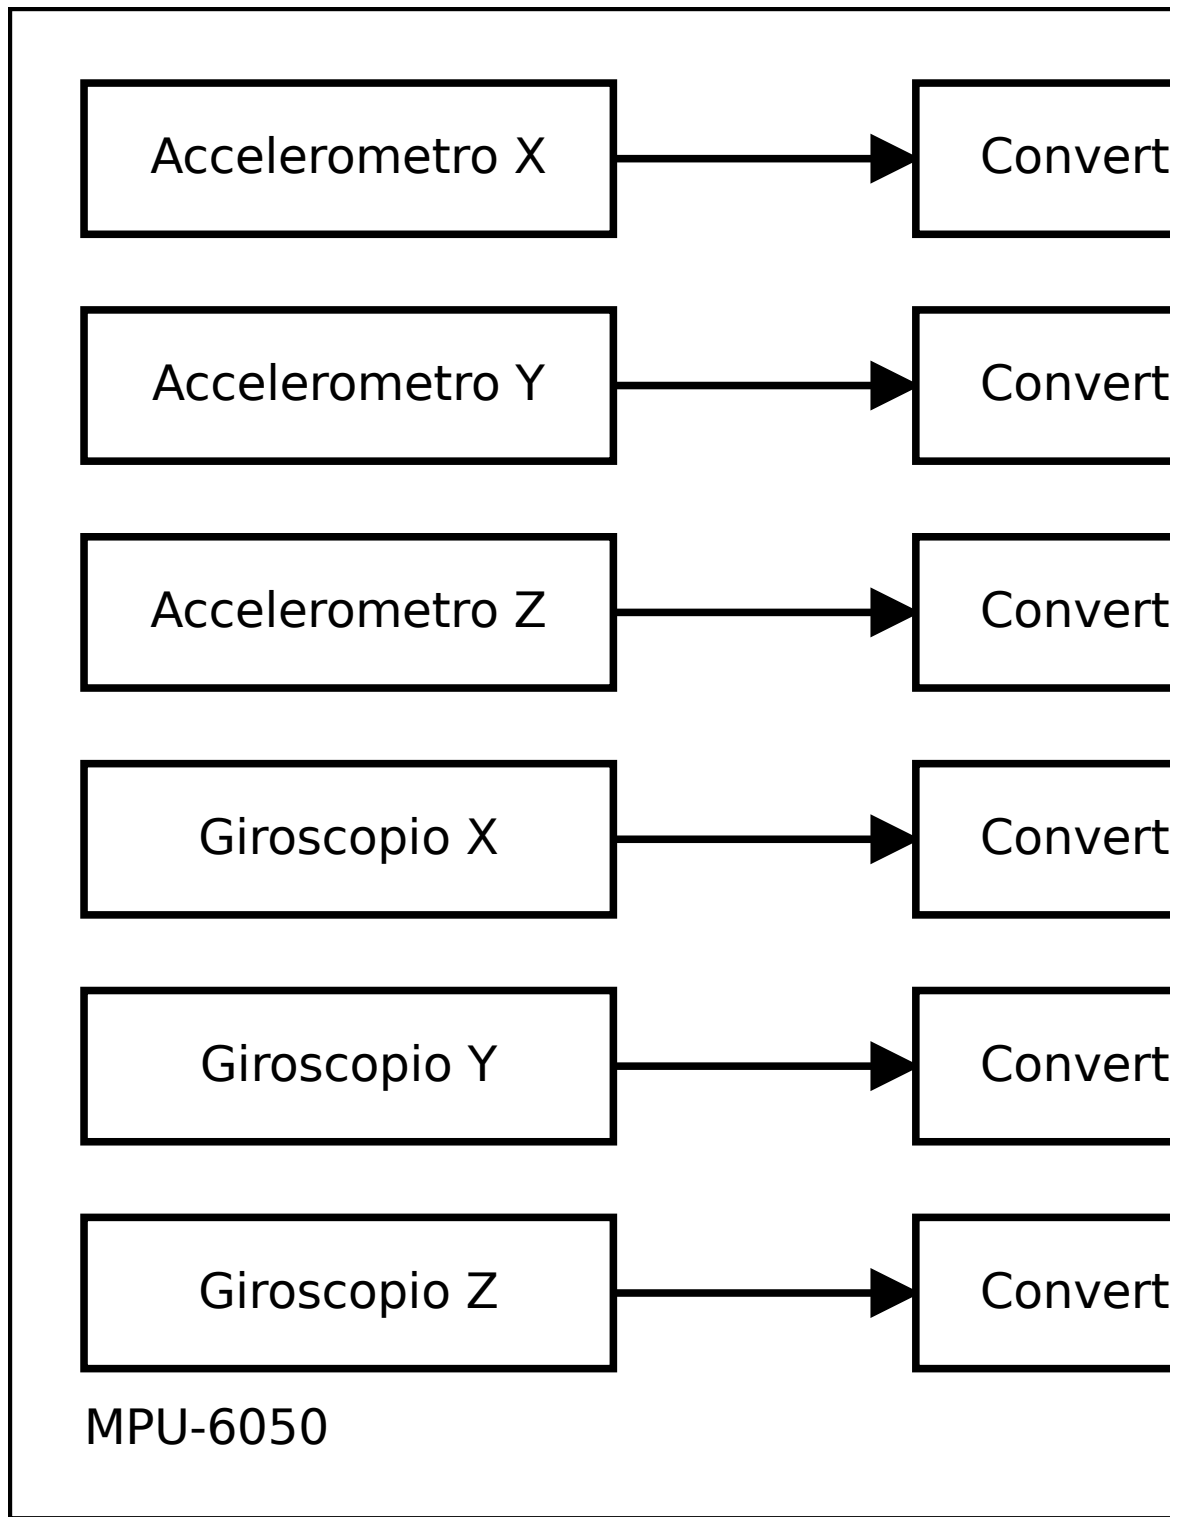 Accelerometro X
Convert
Accelerometro Y
Convert
Accelerometro Z
Convert
Giroscopio X
Convert
Giroscopio Y
Convert
Giroscopio Z
Convert
MPU-6050